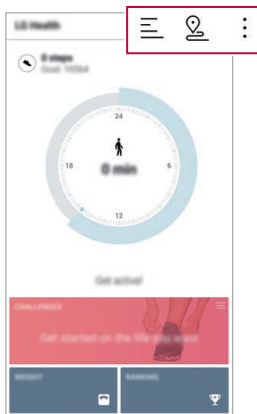 LG Health
0 steps
Goal: 10564
24
18
6
0 min
12
Get active!
CHALLENGES
Get started on the life you want
WEIGHT
RANKING